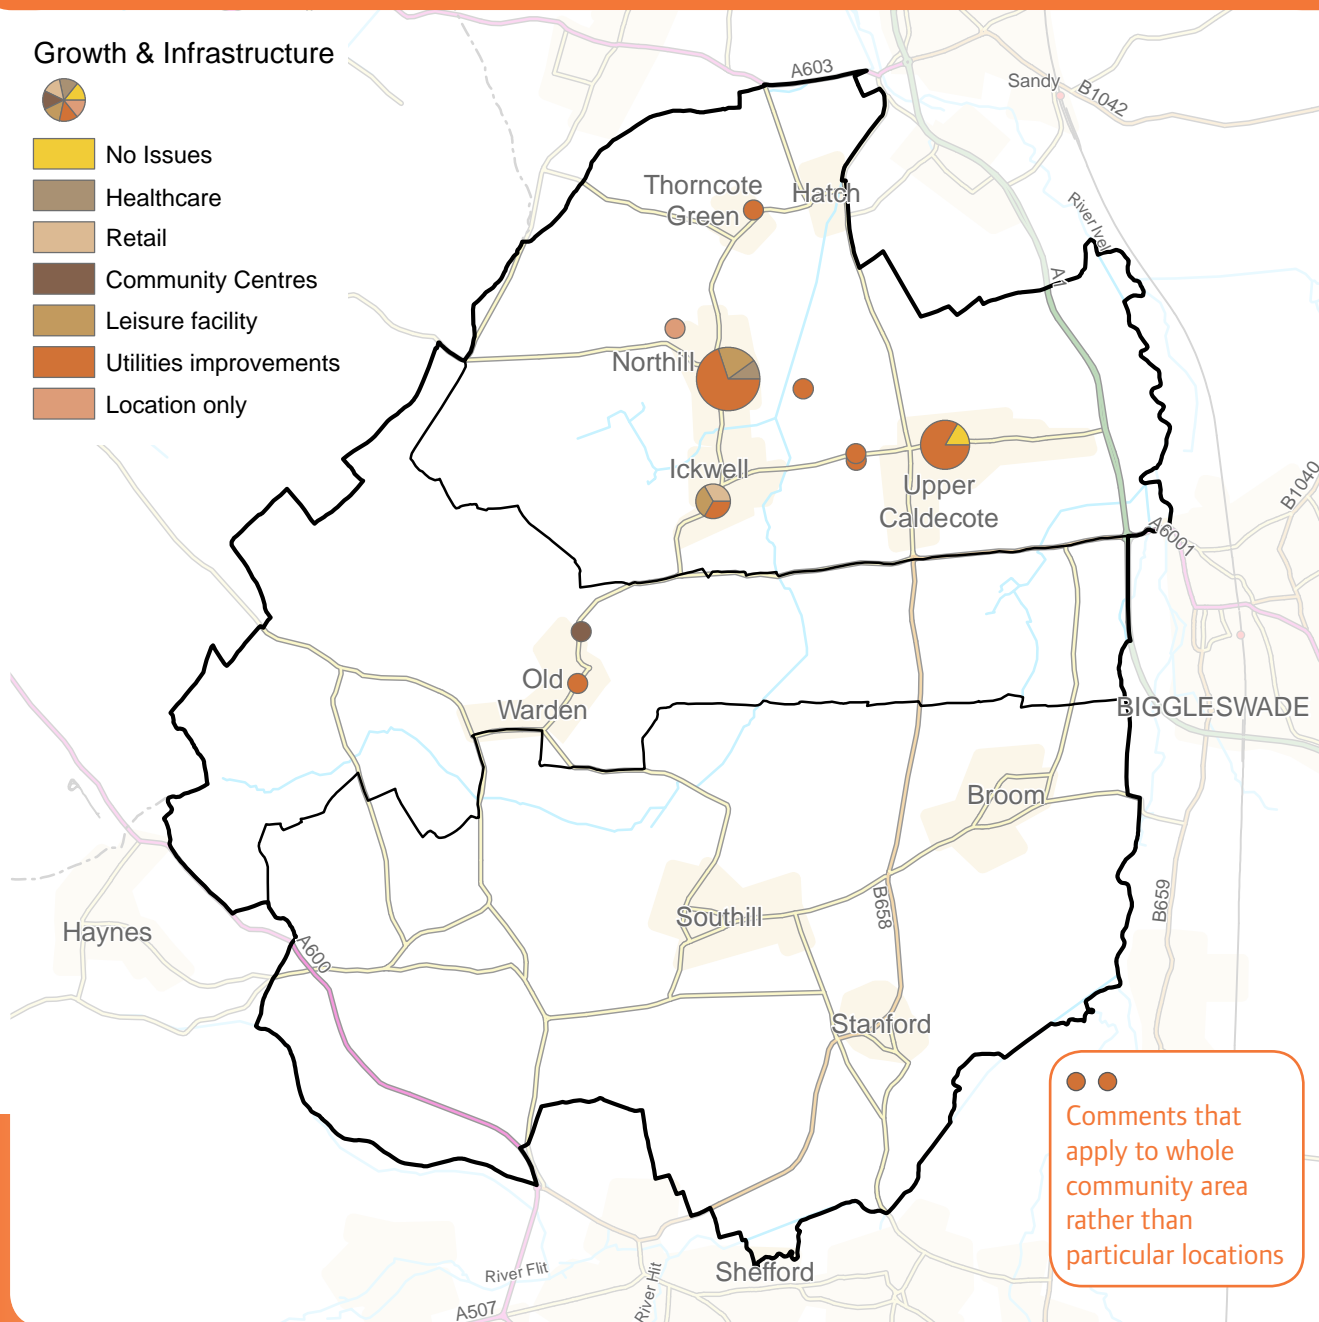 Growth & Infrastructure
No Issues
Healthcare
Retail
Community Centres
Leisure facility
Utilities improvements
Location only
A603
Sandy
B1042
Thorncote
Green
Hatch
River Ivel
A1
Northill
Ickwell
Upper
Caldecote
B1040
A6001
Old
Warden
BIGGLESWADE
Broom
B658
B659
Southill
Haynes
A600
Stanford
Comments that
apply to whole
community area
rather than
particular locations
Shefford
River Flit
River Hit
A507